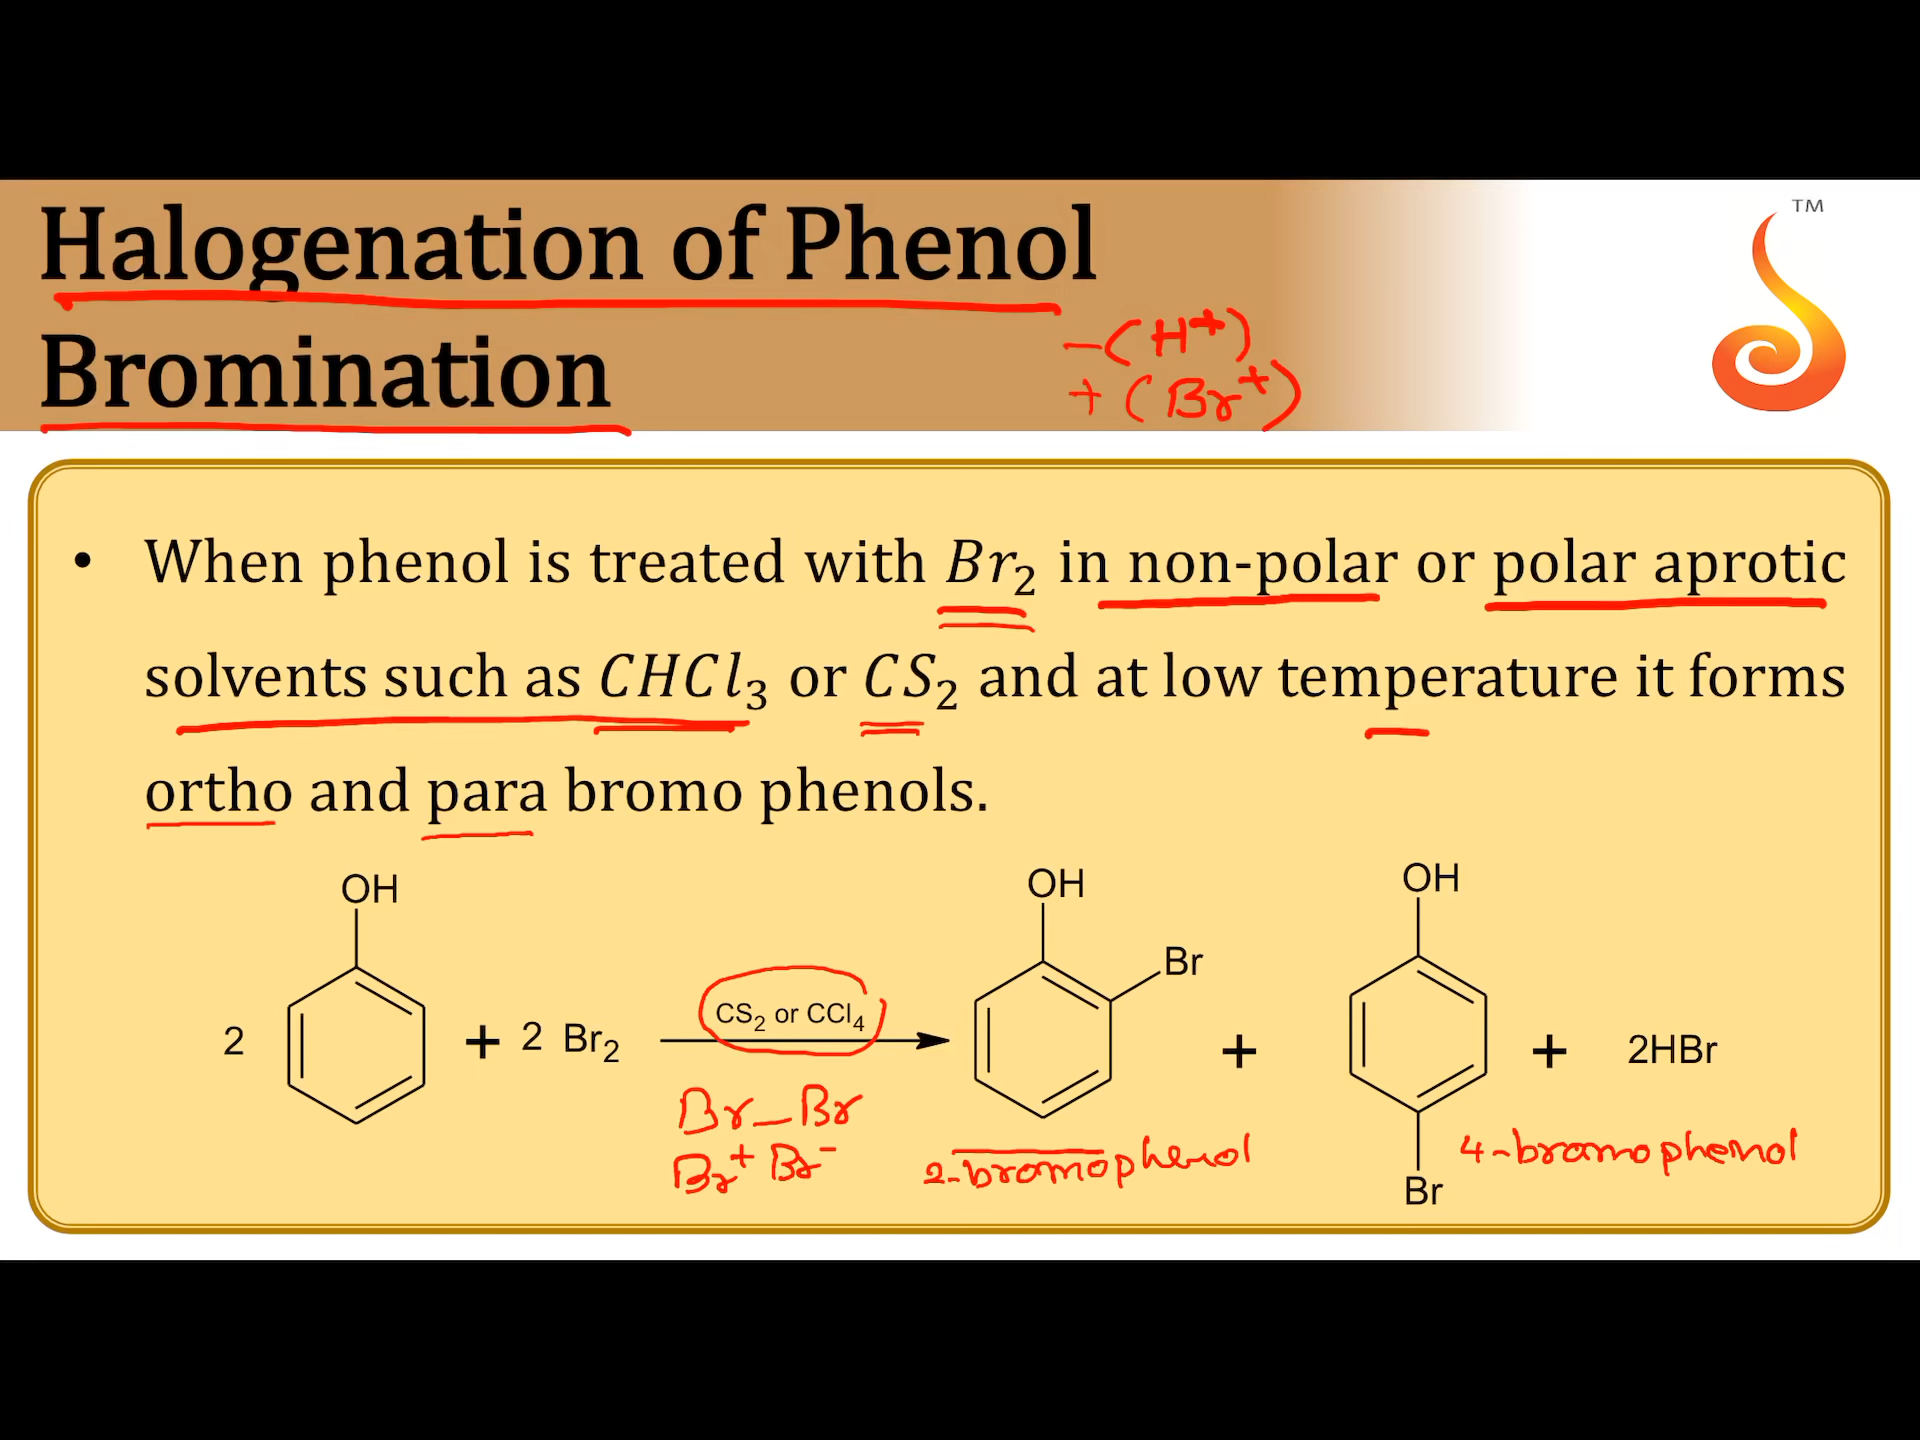 Halogenation of Phenol
TM
Bromination
-(H⁺)
+(Br⁺)
• When phenol is treated with Br₂ in non-polar or polar aprotic
solvents such as CHCl₃ or CS₂ and at low temperature it forms
ortho and para bromo phenols.
OH OH OH
Br
2 + 2 Br₂ CS₂ or CCl₄ + + 2HBr
Br-Br
Br⁺ Br⁻
2-bromophenol
4-bromophenol
Br